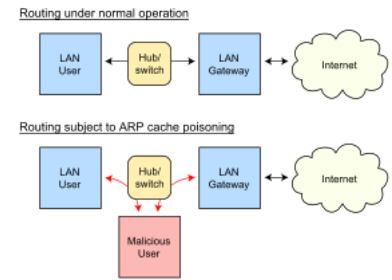 Routing under normal operation
LAN
User
Hub/
switch
LAN
Gateway
Internet
Routing subject to ARP cache poisoning
LAN
User
Hub/
switch
LAN
Gateway
Internet
Malicious
User